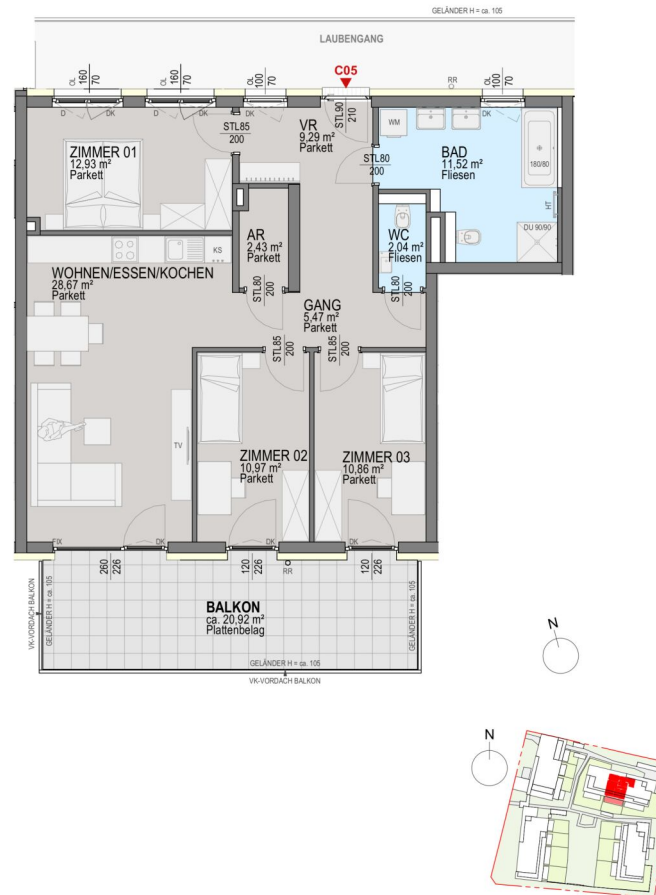 GELÄNDER H = ca. 105
LAUBENGANG
C05
OL 160
70
OL 160
70
OL 100
70
RR
OL 100
70
D
DK
D
DK
DK
STL90
210
DK
STL85
200
VR
9,29 m²
Parkett
WM
ZIMMER 01
12,93 m²
Parkett
STL80
200
BAD
11,52 m²
Fliesen
180/80
HT
DU 90/90
AR
2,43 m²
Parkett
WC
2,04 m²
Fliesen
KS
WOHNEN/ESSEN/KOCHEN
28,67 m²
Parkett
STL80
200
STL80
200
GANG
5,47 m²
Parkett
STL85
200
STL85
200
TV
ZIMMER 02
10,97 m²
Parkett
ZIMMER 03
10,86 m²
Parkett
FIX
DK
DK
DK
260
226
120
226
RR
120
226
VK-VORDACH BALKON
GELÄNDER H = ca. 105
BALKON
ca. 20,92 m²
Plattenbelag
GELÄNDER H = ca. 105
GELÄNDER H = ca. 105
VK-VORDACH BALKON
N
N